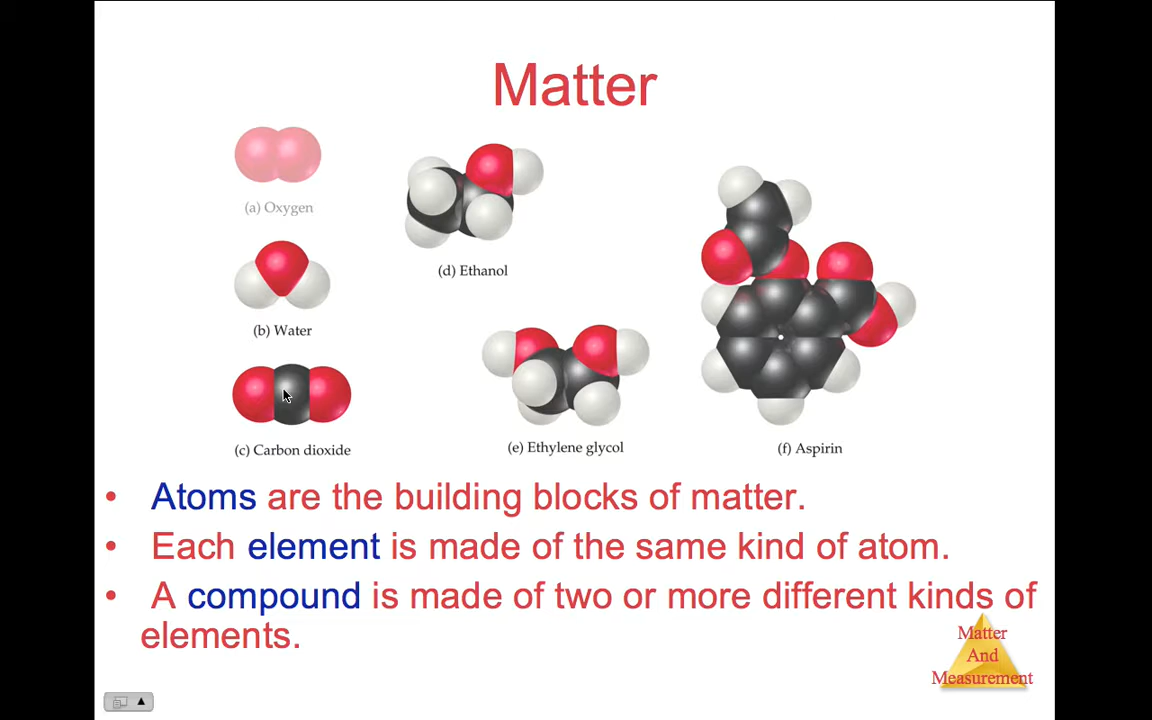 Matter
(a) Oxygen
(b) Water
(c) Carbon dioxide
(d) Ethanol
(e) Ethylene glycol
(f) Aspirin
• Atoms are the building blocks of matter.
• Each element is made of the same kind of atom.
• A compound is made of two or more different kinds of
elements.
Matter
And
Measurement